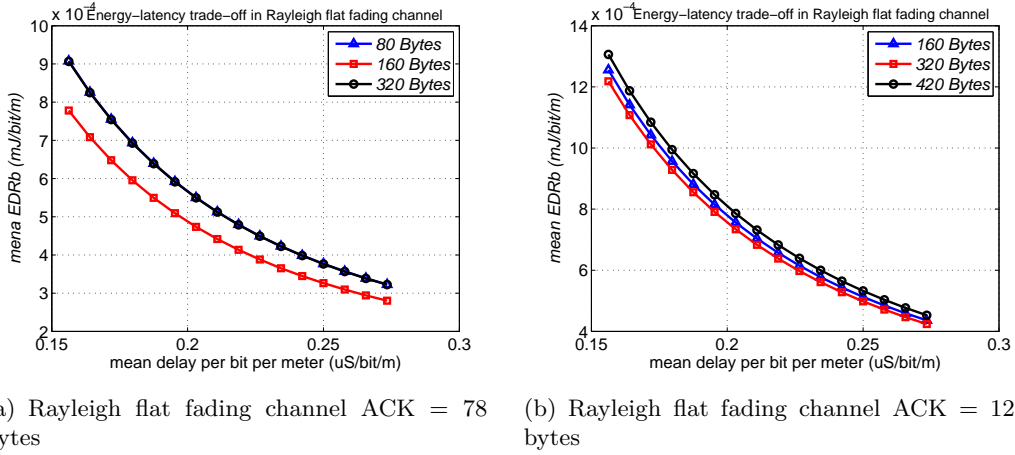 x 10⁻⁴ Energy−latency trade−off in Rayleigh flat fading channel
10
9
8
7
6
5
4
3
2
mena EDRb (mJ/bit/m)
80 Bytes
160 Bytes
320 Bytes
0.15 0.2 0.25 0.3
mean delay per bit per meter (uS/bit/m)
x 10⁻⁴ Energy−latency trade−off in Rayleigh flat fading channel
14
12
10
8
6
4
mean EDRb (mJ/bit/m)
160 Bytes
320 Bytes
420 Bytes
0.15 0.2 0.25 0.3
mean delay per bit per meter (uS/bit/m)
a) Rayleigh flat fading channel ACK = 78
ytes
(b) Rayleigh flat fading channel ACK = 12
bytes